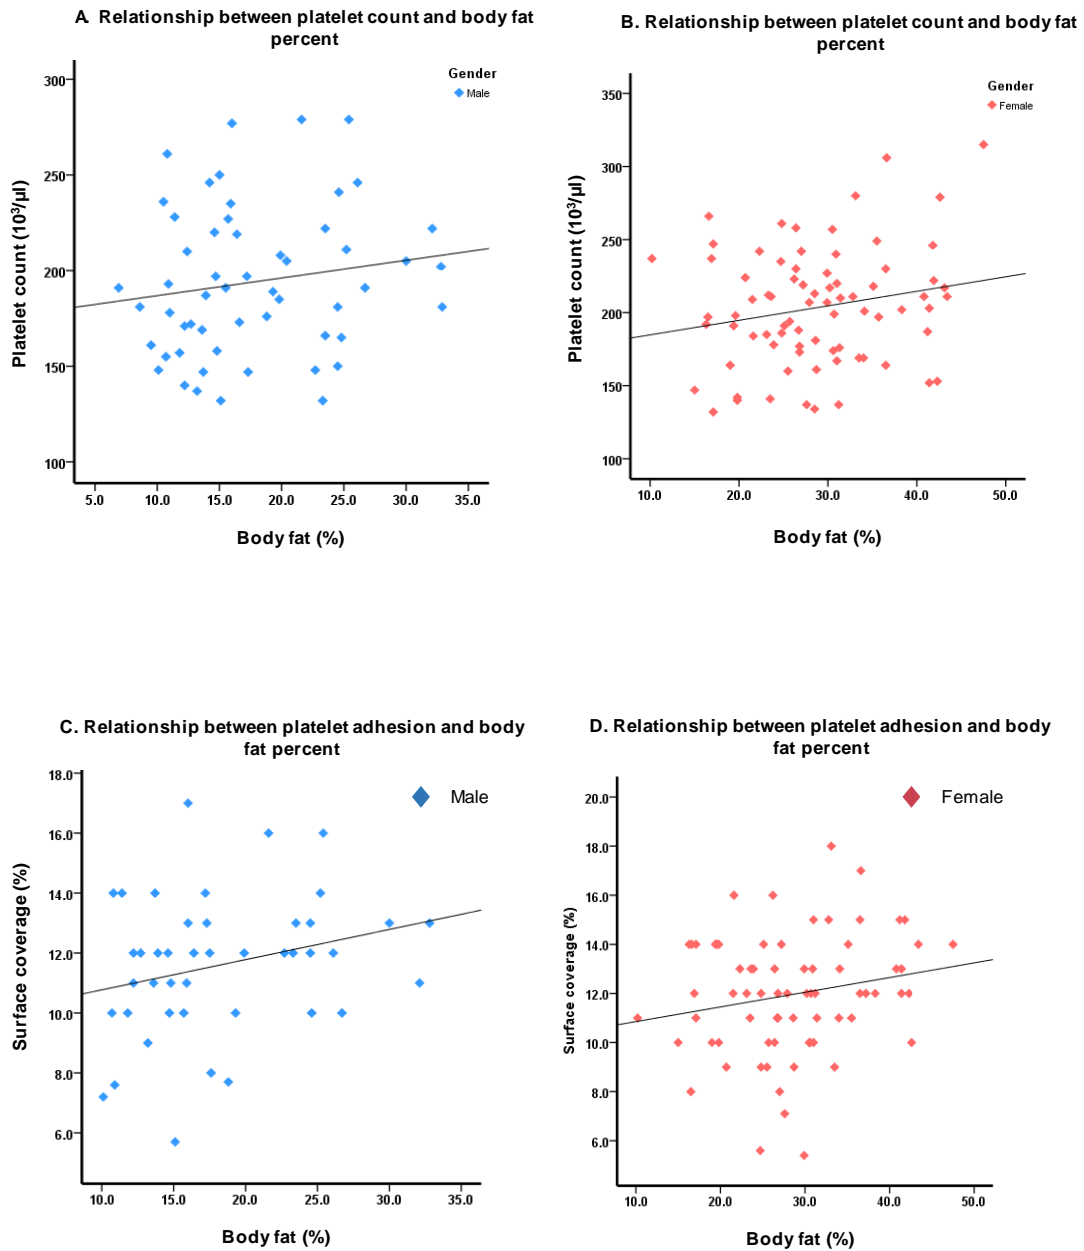 A. Relationship between platelet count and body fat
percent
Gender
Male
300
250
200
150
100
Platelet count (10³/µl)
5.0 10.0 15.0 20.0 25.0 30.0 35.0
Body fat (%)
B. Relationship between platelet count and body fat
percent
Gender
Female
350
300
250
200
150
100
Platelet count (10³/µl)
10.0 20.0 30.0 40.0 50.0
Body fat (%)
C. Relationship between platelet adhesion and body
fat percent
Male
18.0
16.0
14.0
12.0
10.0
8.0
6.0
Surface coverage (%)
10.0 15.0 20.0 25.0 30.0 35.0
Body fat (%)
D. Relationship between platelet adhesion and body
fat percent
Female
20.0
18.0
16.0
14.0
12.0
10.0
8.0
6.0
Surface coverage (%)
10.0 20.0 30.0 40.0 50.0
Body fat (%)